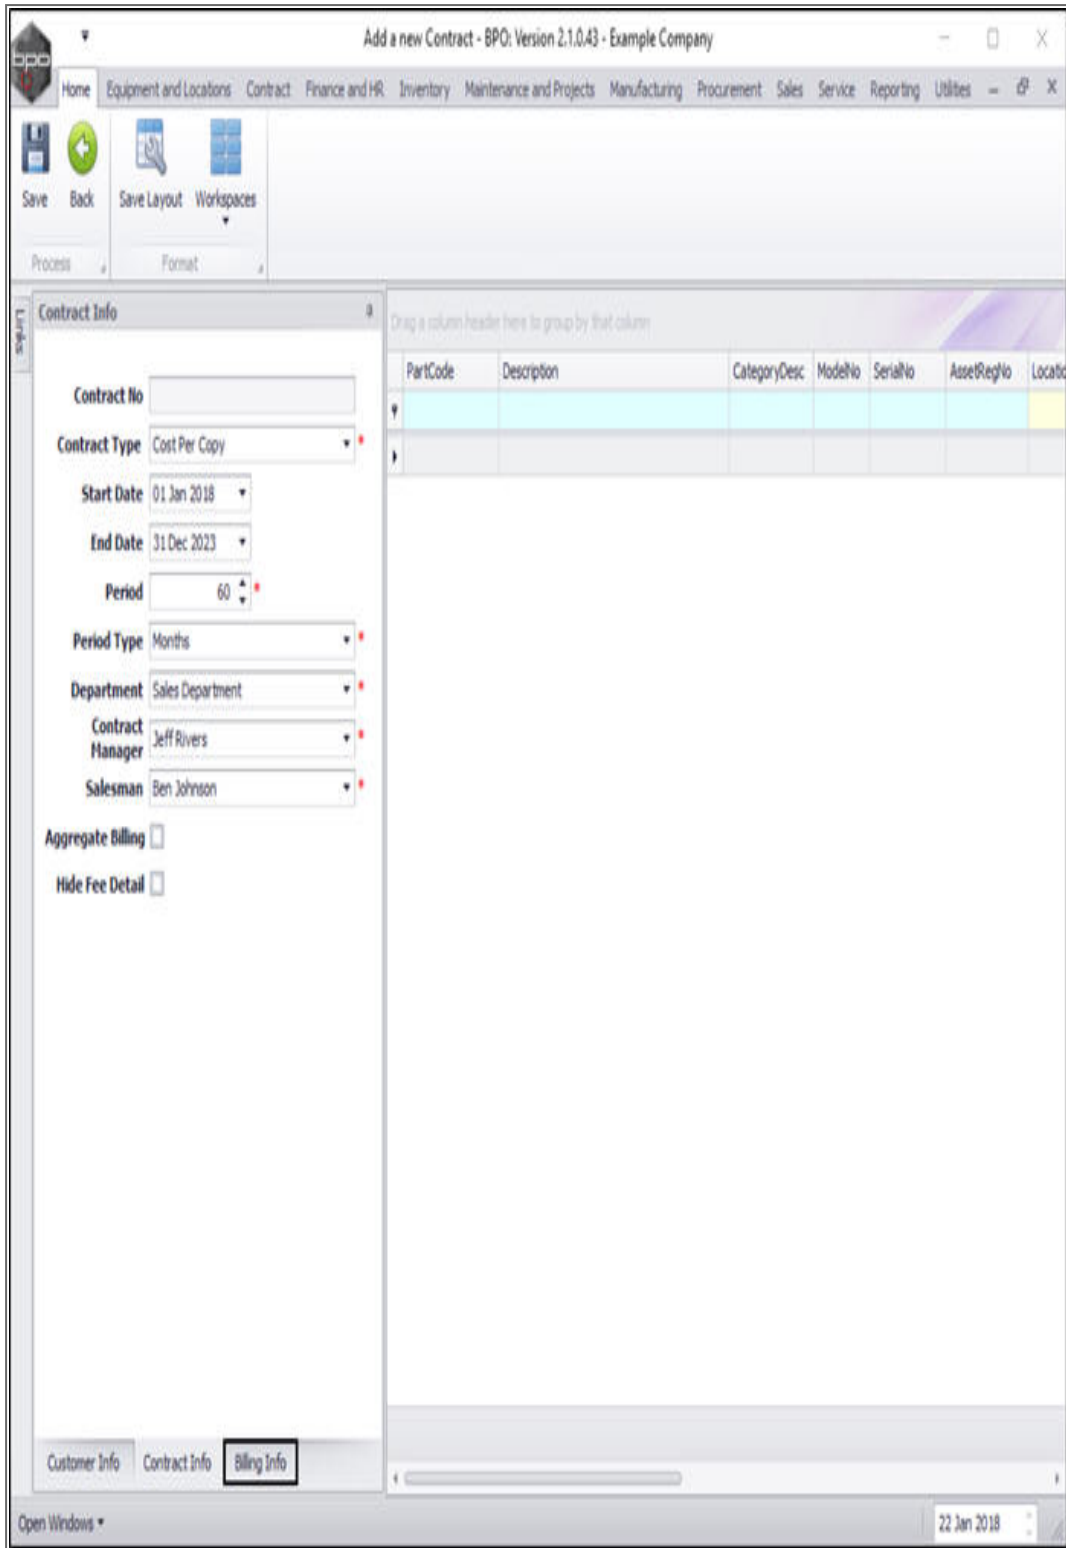 Add a new Contract - BPO: Version 2.1.0.43 - Example Company
bpo
Home Equipment and Locations Contract Finance and HR Inventory Maintenance and Projects Manufacturing Procurement Sales Service Reporting Utilities
Save Back Save Layout Workspaces
Process Format
Links
Contract Info
Drag a column header here to group by that column
PartCode Description CategoryDesc ModelNo SerialNo AssetRegNo Locatio
Contract No
Contract Type Cost Per Copy *
Start Date 01 Jan 2018
End Date 31 Dec 2023
Period 60 *
Period Type Months *
Department Sales Department *
Contract
Manager Jeff Rivers *
Salesman Ben Johnson *
Aggregate Billing
Hide Fee Detail
Customer Info Contract Info Billing Info
Open Windows 22 Jan 2018